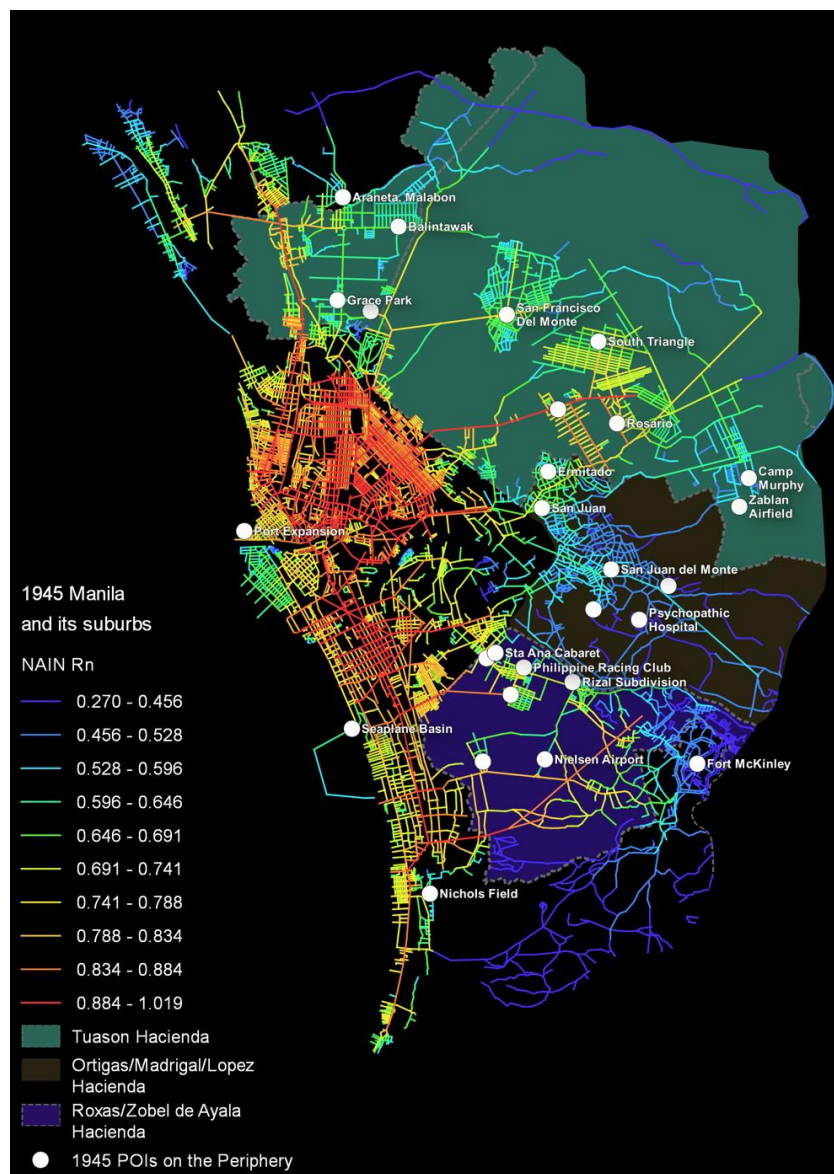 Araneta, Malabon
Balintawak
Grace Park
San Francisco
Del Monte
South Triangle
Rosario
Ermitado
Camp
Murphy
San Juan
Zablan
Airfield
Port Expansion
San Juan del Monte
Psychopathic
Hospital
Sta Ana Cabaret
Philippine Racing Club
Rizal Subdivision
Seaplane Basin
Nielsen Airport
Fort McKinley
Nichols Field
1945 Manila
and its suburbs
NAIN Rn
0.270 - 0.456
0.456 - 0.528
0.528 - 0.596
0.596 - 0.646
0.646 - 0.691
0.691 - 0.741
0.741 - 0.788
0.788 - 0.834
0.834 - 0.884
0.884 - 1.019
Tuason Hacienda
Ortigas/Madrigal/Lopez
Hacienda
Roxas/Zobel de Ayala
Hacienda
1945 POIs on the Periphery